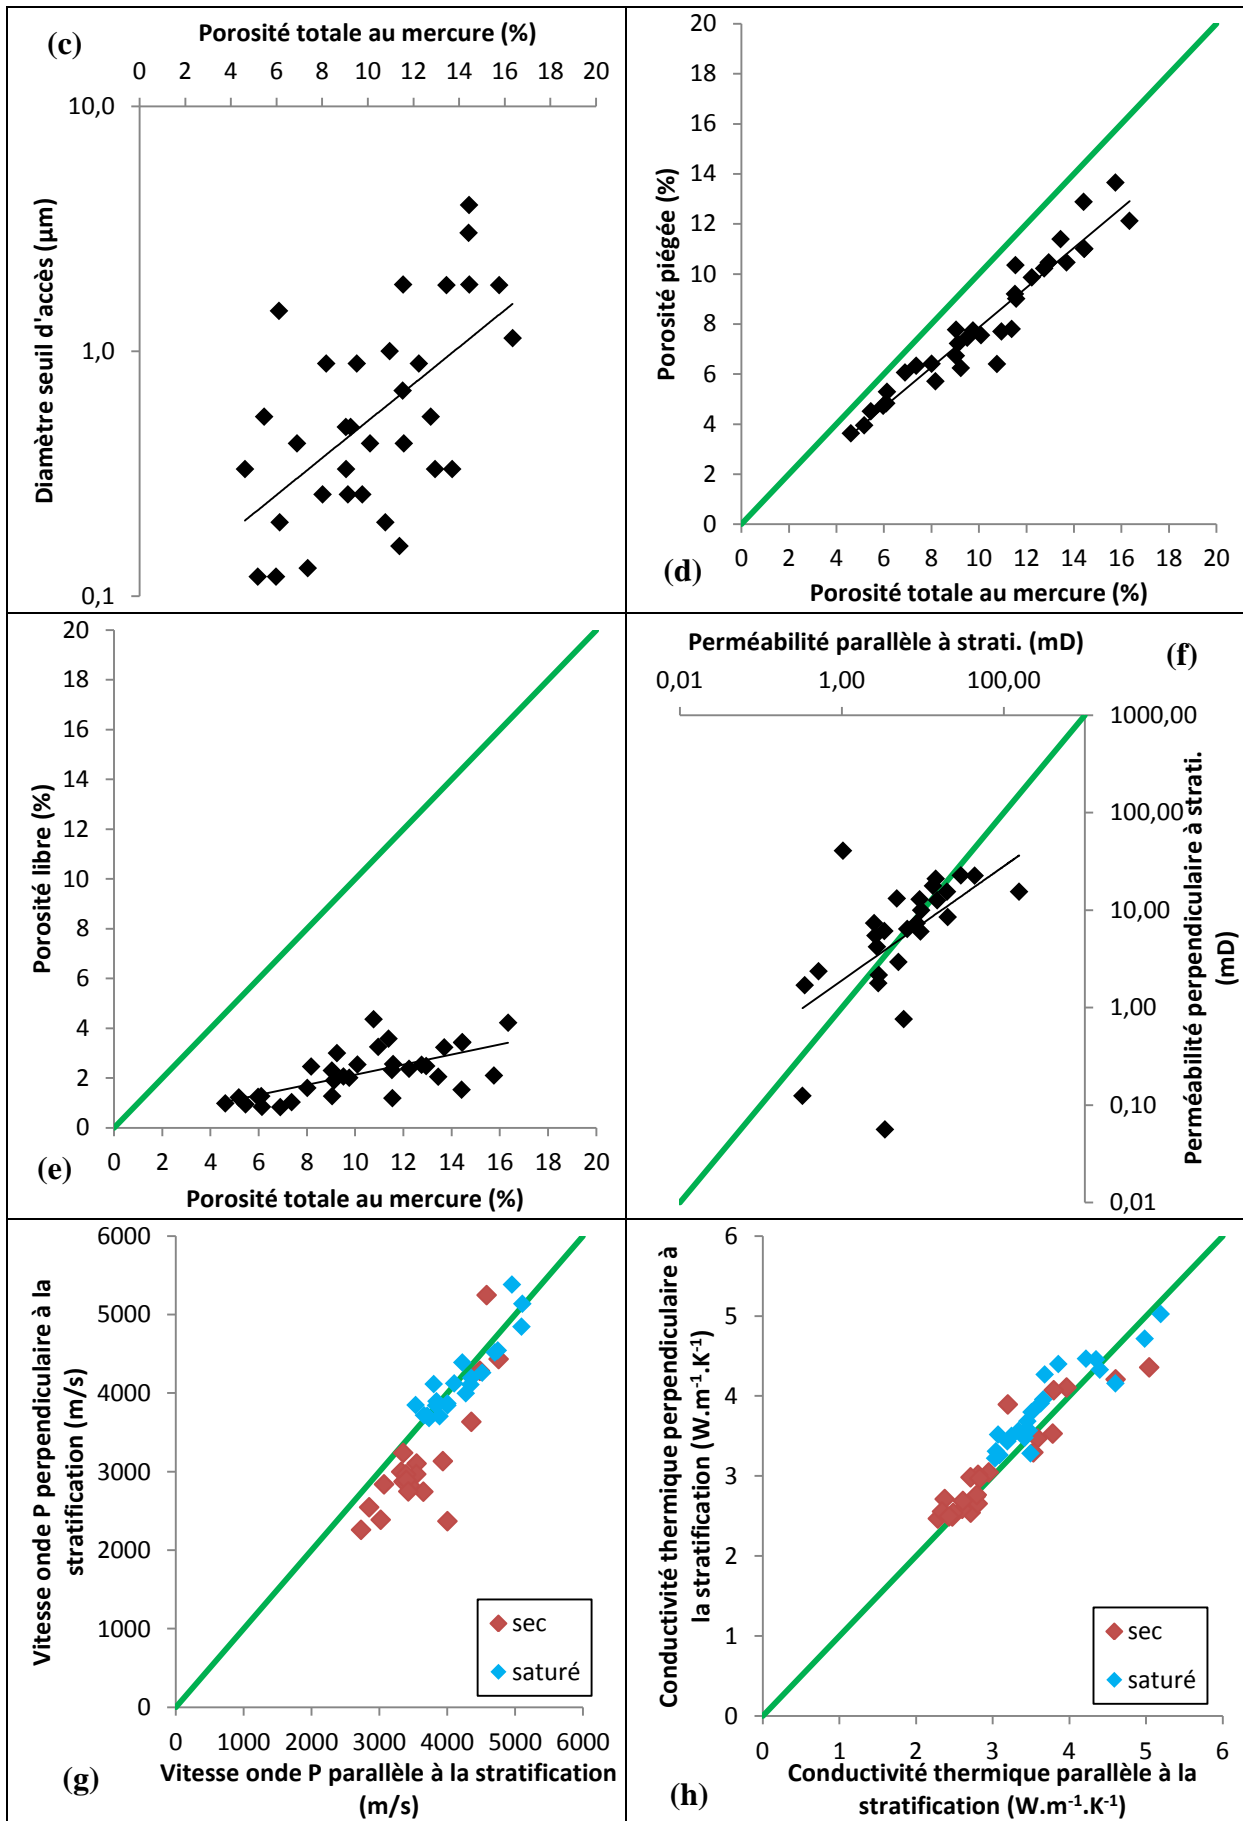 (c)
Porosité totale au mercure (%)
0 2 4 6 8 10 12 14 16 18 20
10,0
1,0
0,1
Diamètre seuil d'accès (µm)
(d)
20
18
16
14
12
10
8
6
4
2
0
Porosité piégée (%)
0 2 4 6 8 10 12 14 16 18 20
Porosité totale au mercure (%)
20
18
16
14
12
10
8
6
4
2
0
Porosité libre (%)
0 2 4 6 8 10 12 14 16 18 20
(e)
Porosité totale au mercure (%)
Perméabilité parallèle à strati. (mD)
(f)
0,01 1,00 100,00
1000,00
100,00
10,00
1,00
0,10
0,01
Perméabilité perpendiculaire à strati.
(mD)
6000
5000
4000
3000
2000
1000
0
Vitesse onde P perpendiculaire à la
stratification (m/s)
sec
saturé
0 1000 2000 3000 4000 5000 6000
(g)
Vitesse onde P parallèle à la stratification
(m/s)
6
5
4
3
2
1
0
Conductivité thermique perpendiculaire à
la stratification (W.m⁻¹.K⁻¹)
sec
saturé
0 1 2 3 4 5 6
(h)
Conductivité thermique parallèle à la
stratification (W.m⁻¹.K⁻¹)